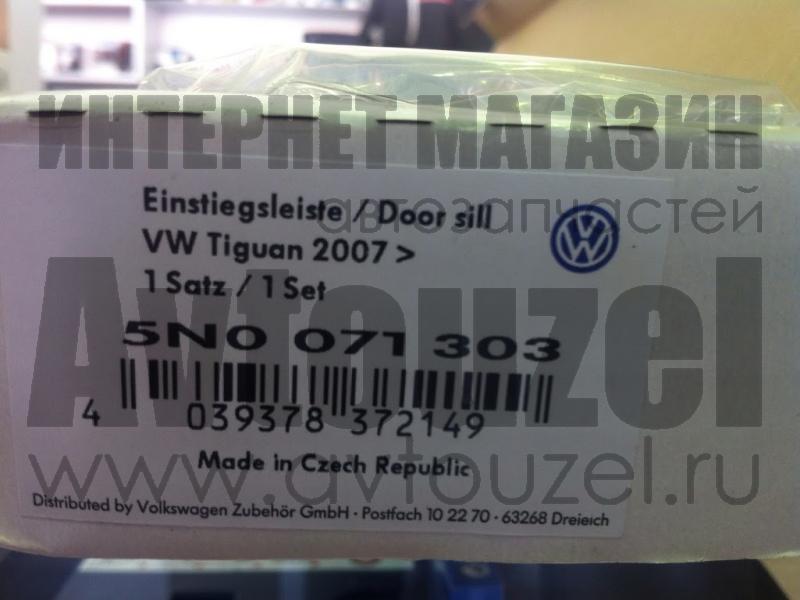 ИНТЕРНЕТ МАГАЗИН
автозапчастей
Avtouzel
www.avtouzel.ru
Einstiegsleiste / Door sill
VW Tiguan 2007 >
1 Satz / 1 Set
5N0 071 303
4 039378 372149
Made in Czech Republic
Distributed by Volkswagen Zubehör GmbH · Postfach 10 22 70 · 63268 Dreieich